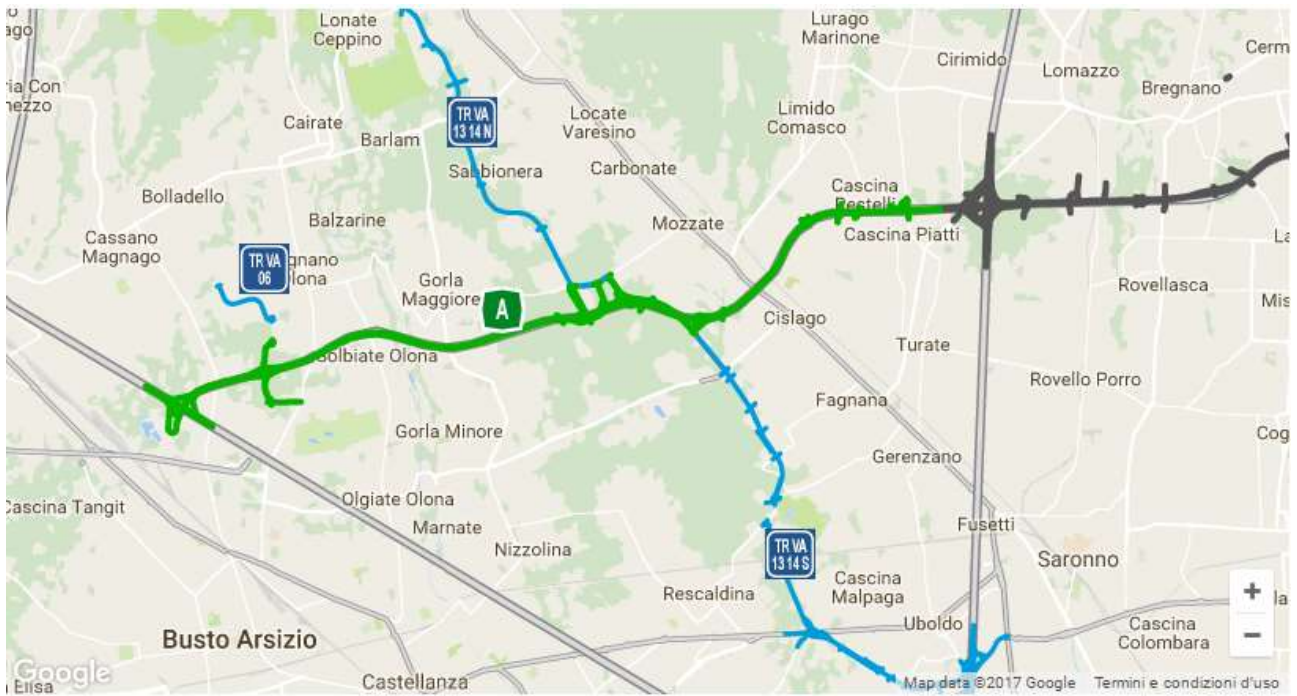 Lonate
Ceppino
Lurago
Marinone
Cirimido
Lomazzo
Bregnano
TR VA
13 14 N
Cairate
Barlam
Locate
Varesino
Limido
Comasco
Bolladello
Sabbionera
Carbonate
Cascina
Restelli
Cascina Piatti
Balzarine
Mozzate
Cassano
Magnago
TR VA
06
Gorla
Maggiore
A
Rovellasca
Cislago
Solbiate Olona
Turate
Rovello Porro
Fagnana
Gorla Minore
Gerenzano
Cascina Tangit
Olgiate Olona
Marnate
Nizzolina
Fusetti
TR VA
13 14 S
Saronno
Rescaldina
Cascina
Malpaga
+
−
Busto Arsizio
Uboldo
Cascina
Colombara
Google
Castellanza
Map data ©2017 Google
Termini e condizioni d'uso